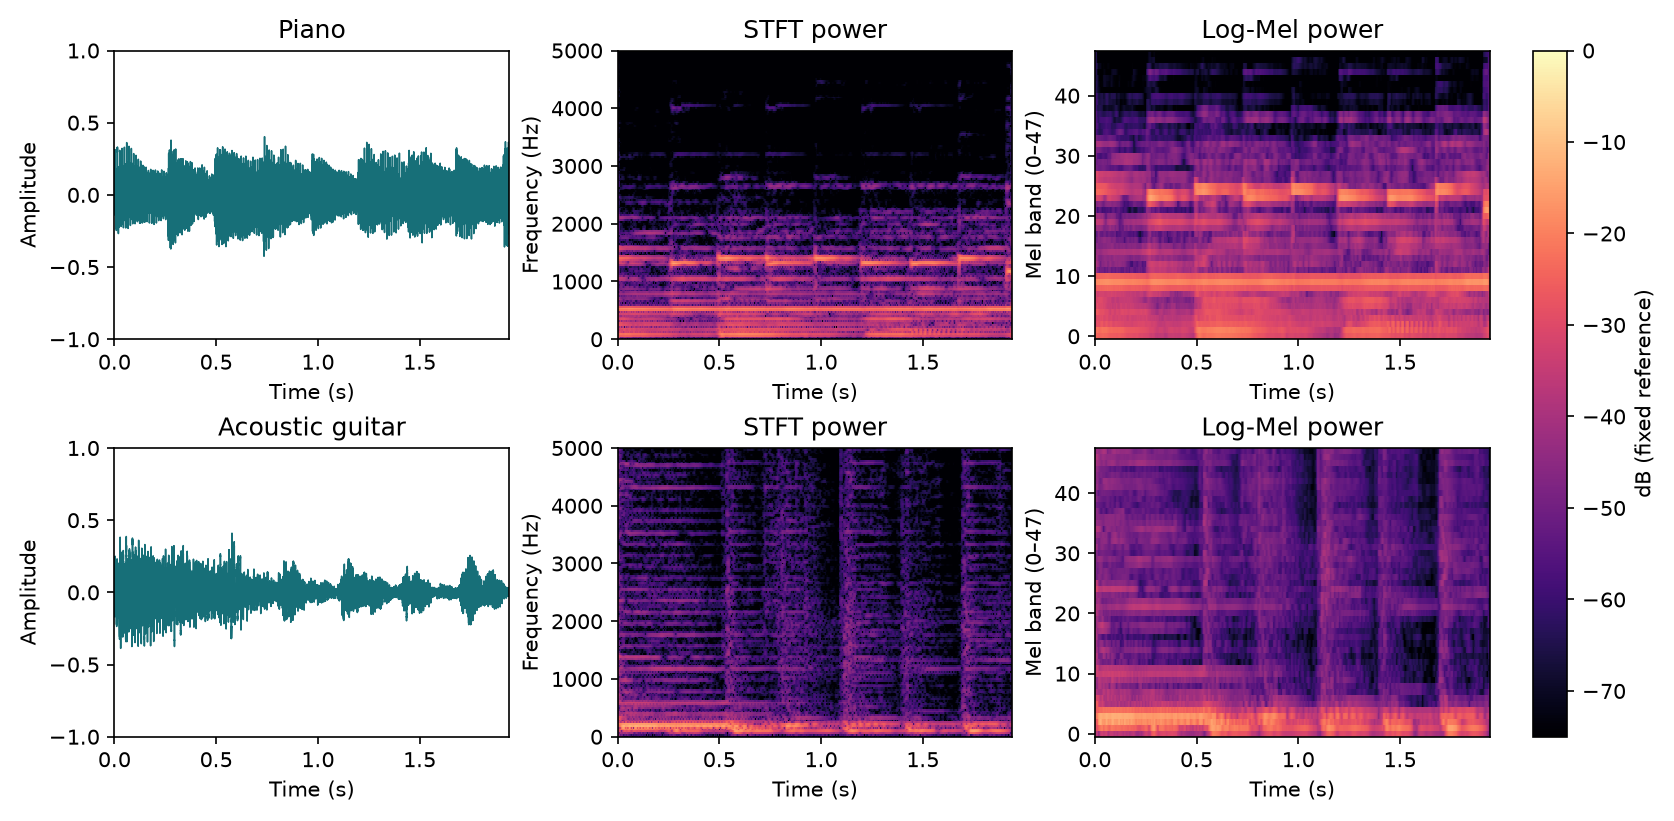 Piano
STFT power
Log-Mel power
1.0
0.5
0.0
−0.5
−1.0
Amplitude
0.0 0.5 1.0 1.5
Time (s)
5000
4000
3000
2000
1000
0
Frequency (Hz)
0.0 0.5 1.0 1.5
Time (s)
40
30
20
10
0
Mel band (0–47)
0.0 0.5 1.0 1.5
Time (s)
Acoustic guitar
STFT power
Log-Mel power
1.0
0.5
0.0
−0.5
−1.0
Amplitude
0.0 0.5 1.0 1.5
Time (s)
5000
4000
3000
2000
1000
0
Frequency (Hz)
0.0 0.5 1.0 1.5
Time (s)
40
30
20
10
0
Mel band (0–47)
0.0 0.5 1.0 1.5
Time (s)
0
−10
−20
−30
−40
−50
−60
−70
dB (fixed reference)